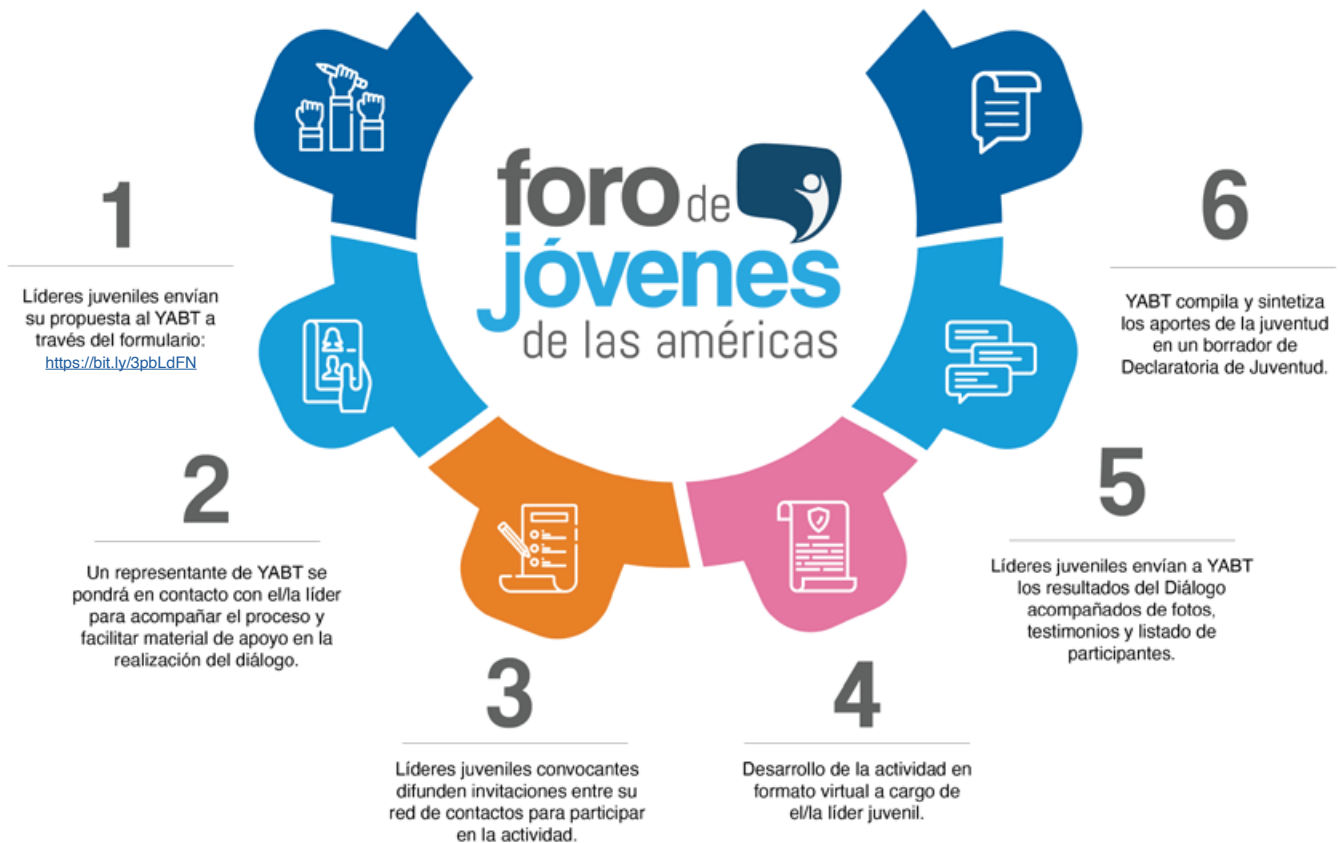 foro de
jóvenes
de las américas
1
Líderes juveniles envían
su propuesta al YABT a
través del formulario:
https://bit.ly/3pbLdFN
2
Un representante de YABT se
pondrá en contacto con el/la líder
para acompañar el proceso y
facilitar material de apoyo en la
realización del diálogo.
3
Líderes juveniles convocantes
difunden invitaciones entre su
red de contactos para participar
en la actividad.
4
Desarrollo de la actividad en
formato virtual a cargo de
el/la líder juvenil.
5
Líderes juveniles envían a YABT
los resultados del Diálogo
acompañados de fotos,
testimonios y listado de
participantes.
6
YABT compila y sintetiza
los aportes de la juventud
en un borrador de
Declaratoria de Juventud.